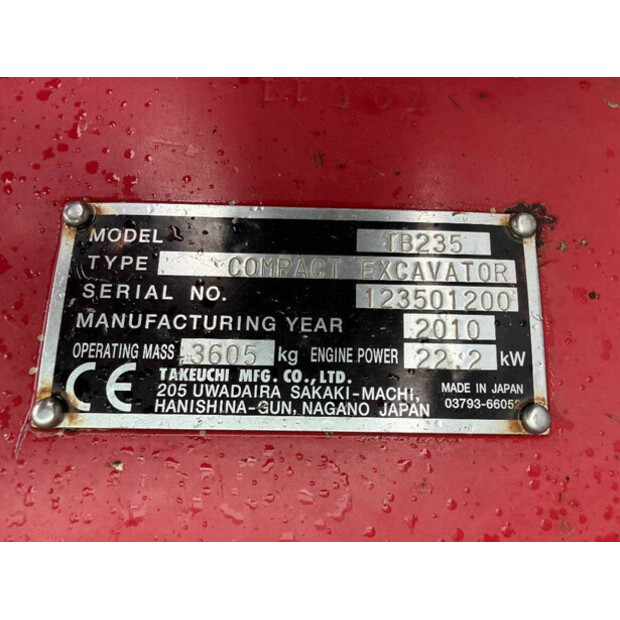 MODEL TB235
TYPE COMPACT EXCAVATOR
SERIAL NO. 123501200
MANUFACTURING YEAR 2010
OPERATING MASS 3605 kg ENGINE POWER 22.2 kW
CE
TAKEUCHI MFG. CO., LTD.
205 UWADAIRA SAKAKI-MACHI,
HANISHINA-GUN, NAGANO JAPAN
MADE IN JAPAN